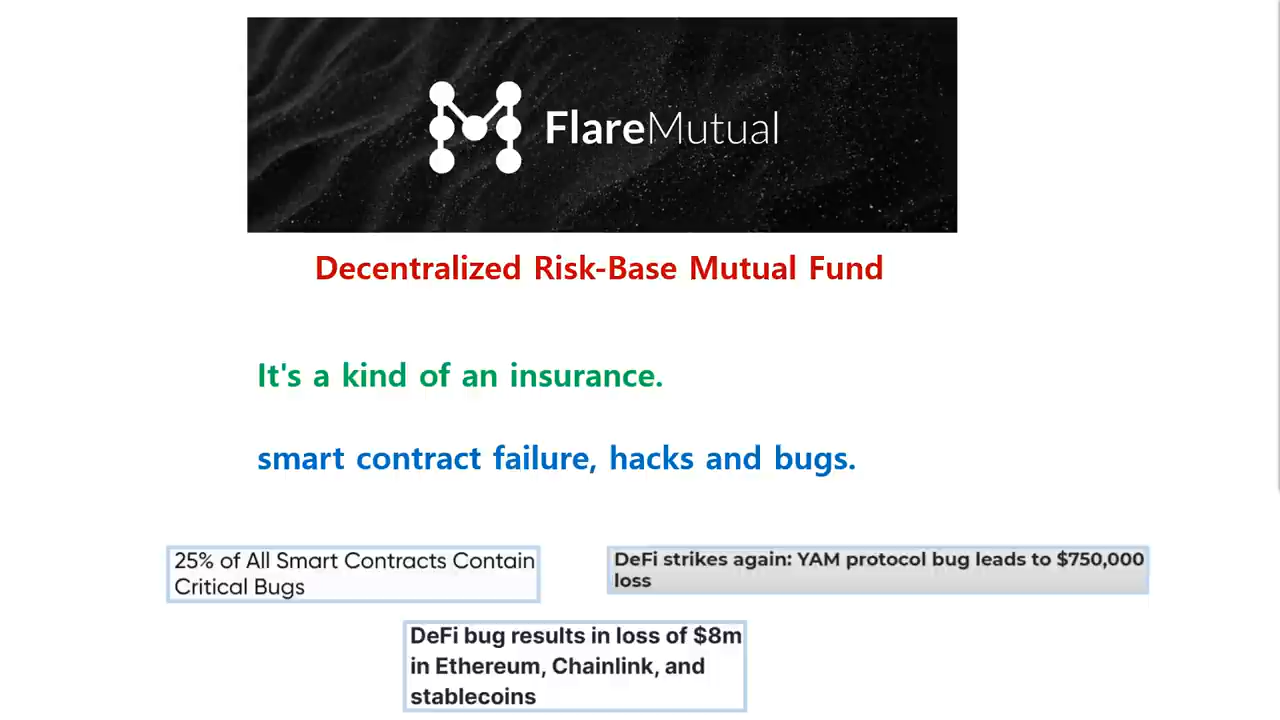 FlareMutual
Decentralized Risk-Base Mutual Fund
It's a kind of an insurance.
smart contract failure, hacks and bugs.
25% of All Smart Contracts Contain
Critical Bugs
DeFi strikes again: YAM protocol bug leads to $750,000
loss
DeFi bug results in loss of $8m
in Ethereum, Chainlink, and
stablecoins